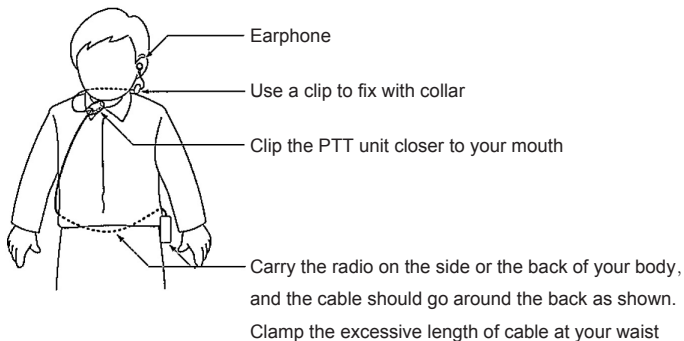 Earphone
Use a clip to fix with collar
Clip the PTT unit closer to your mouth
Carry the radio on the side or the back of your body,
and the cable should go around the back as shown.
Clamp the excessive length of cable at your waist